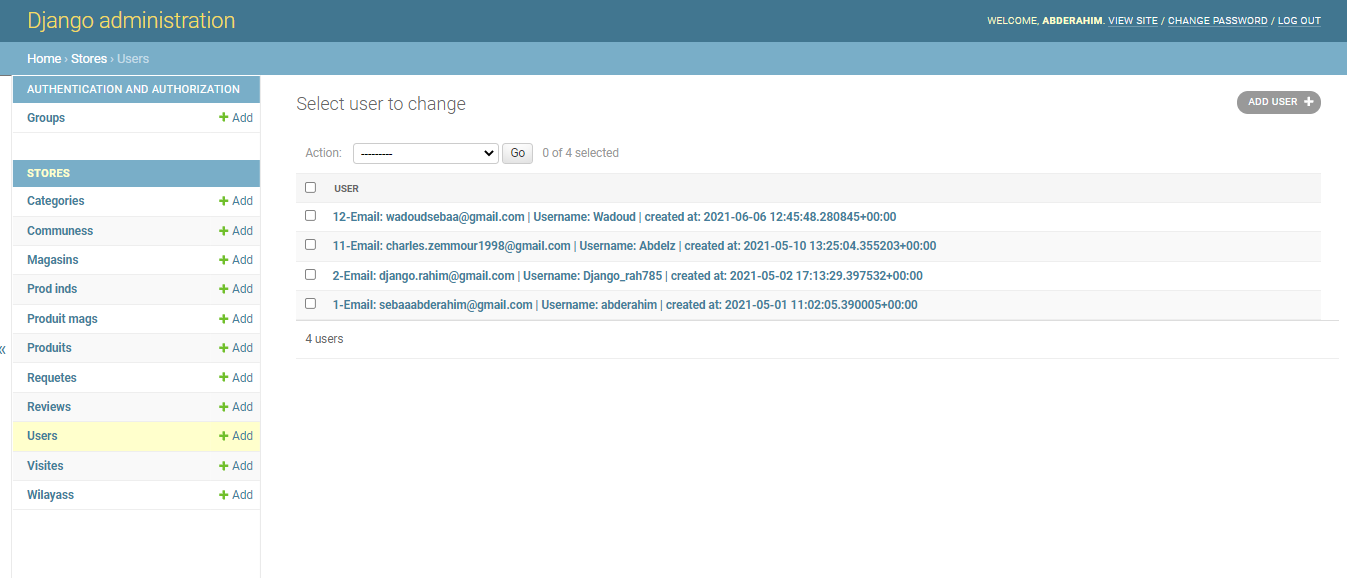 Django administration
WELCOME, ABDERAHIM. VIEW SITE / CHANGE PASSWORD / LOG OUT
Home › Stores › Users
AUTHENTICATION AND AUTHORIZATION
Groups + Add
STORES
Categories + Add
Communess + Add
Magasins + Add
Prod inds + Add
Produit mags + Add
Produits + Add
Requetes + Add
Reviews + Add
Users + Add
Visites + Add
Wilayass + Add
«
Select user to change
ADD USER +
Action: --------- Go 0 of 4 selected
USER
12-Email: wadoudsebaa@gmail.com | Username: Wadoud | created at: 2021-06-06 12:45:48.280845+00:00
11-Email: charles.zemmour1998@gmail.com | Username: Abdelz | created at: 2021-05-10 13:25:04.355203+00:00
2-Email: django.rahim@gmail.com | Username: Django_rah785 | created at: 2021-05-02 17:13:29.397532+00:00
1-Email: sebaaabderahim@gmail.com | Username: abderahim | created at: 2021-05-01 11:02:05.390005+00:00
4 users